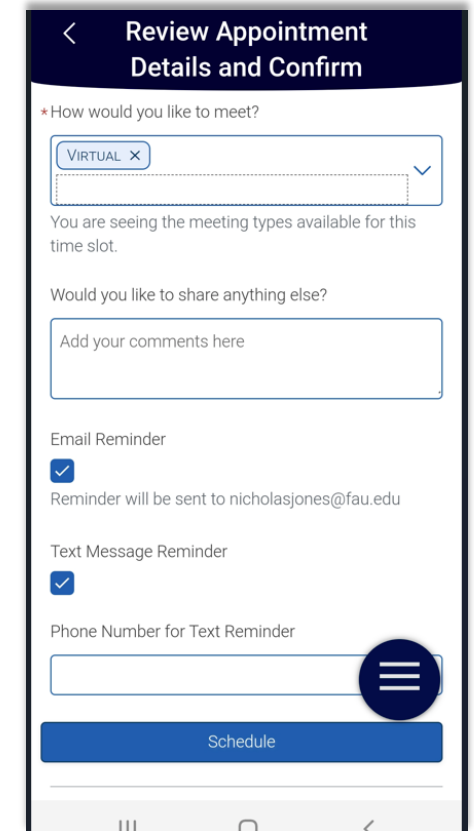 Review Appointment
Details and Confirm
*How would you like to meet?
VIRTUAL ×
You are seeing the meeting types available for this
time slot.
Would you like to share anything else?
Add your comments here
Email Reminder
Reminder will be sent to nicholasjones@fau.edu
Text Message Reminder
Phone Number for Text Reminder
Schedule